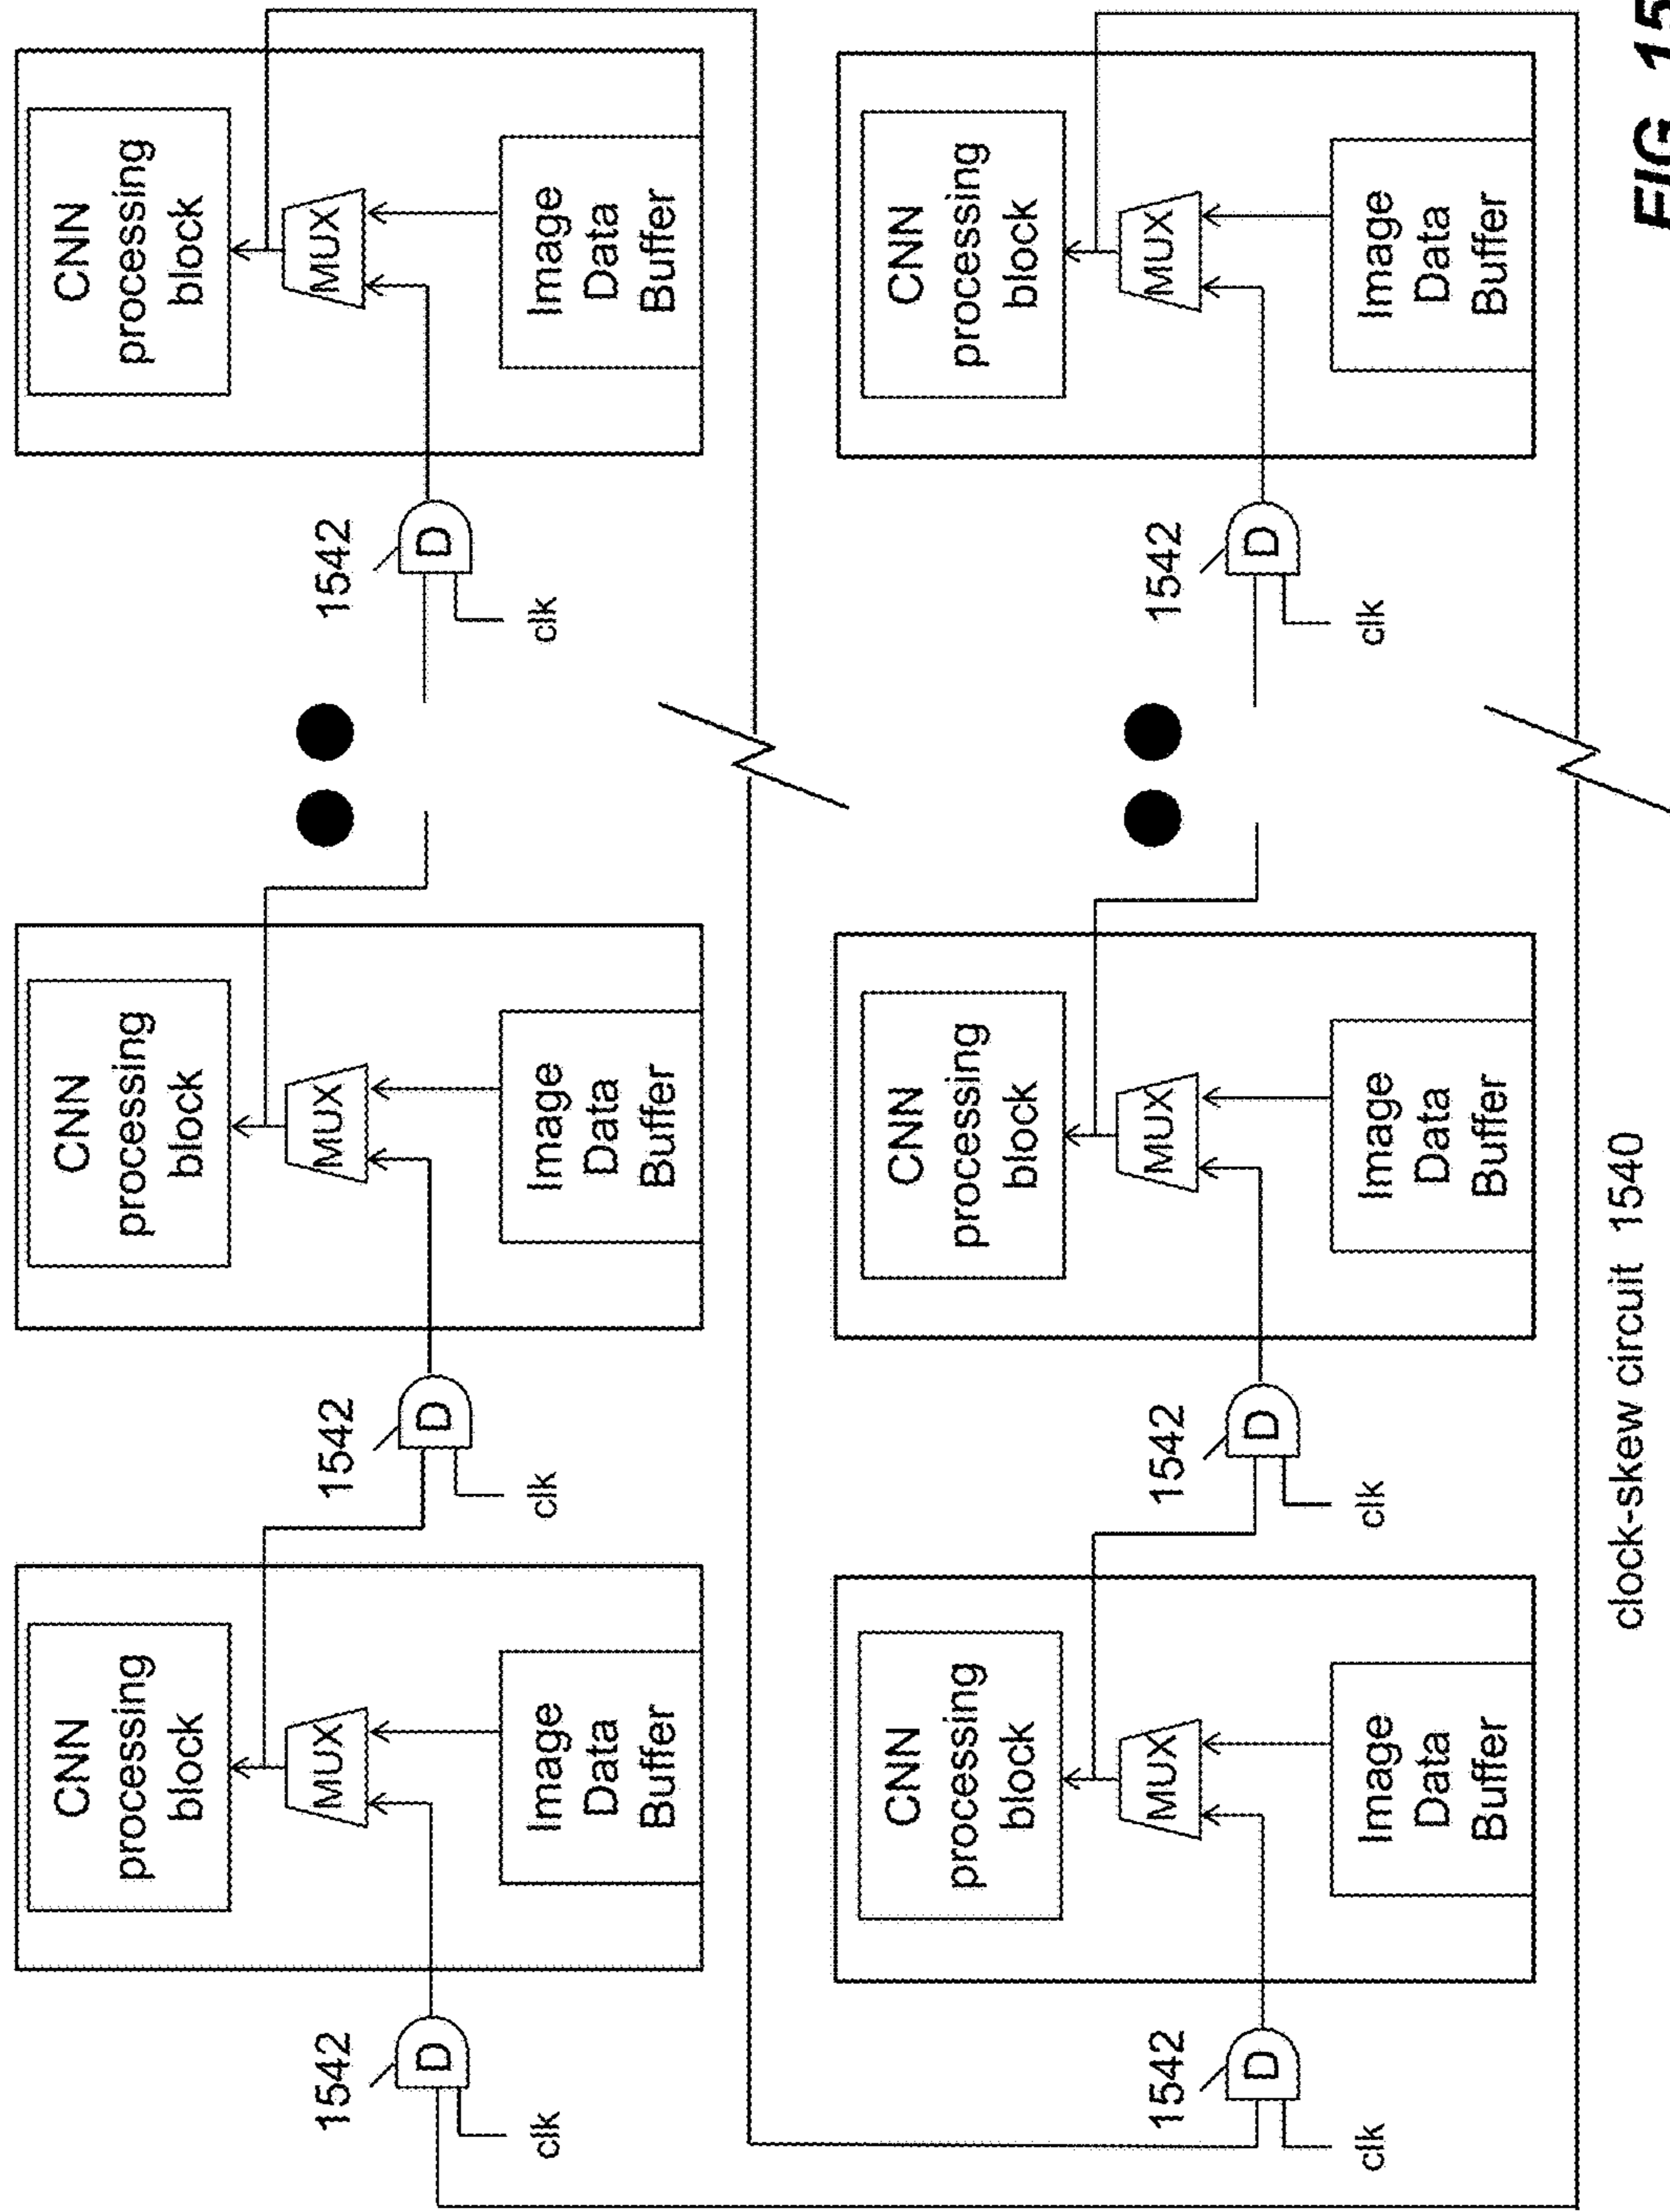 CNN
processing
block
1542
MUX
D
clk
Image
Data
Buffer
CNN
processing
block
1542
MUX
D
clk
Image
Data
Buffer
CNN
processing
block
1542
MUX
D
clk
Image
Data
Buffer
CNN
processing
block
1542
MUX
D
clk
Image
Data
Buffer
CNN
processing
block
1542
MUX
D
clk
Image
Data
Buffer
CNN
processing
block
1542
MUX
D
clk
Image
Data
Buffer
clock-skew circuit 1540
FIG 15